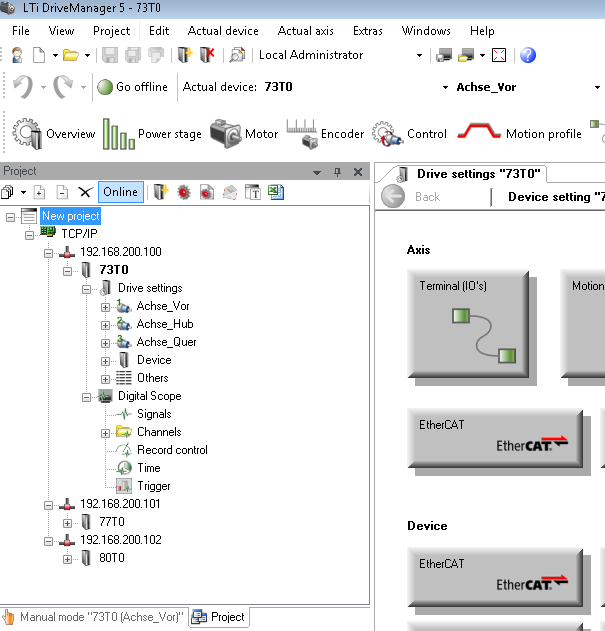 LTi DriveManager 5 - 73T0
File View Project Edit Actual device Actual axis Extras Windows Help
Local Administrator
Go offline Actual device: 73T0 Achse_Vor
Overview Power stage Motor Encoder Control Motion profile
Project
Online
New project
TCP/IP
192.168.200.100
73T0
Drive settings
Achse_Vor
Achse_Hub
Achse_Quer
Device
Others
Digital Scope
Signals
Channels
Record control
Time
Trigger
192.168.200.101
77T0
192.168.200.102
80T0
Manual mode "73T0 (Achse_Vor)" Project
Drive settings "73T0"
Back Device setting "7
Axis
Terminal (IO's) Motion
EtherCAT
EtherCAT
Device
EtherCAT
EtherCAT